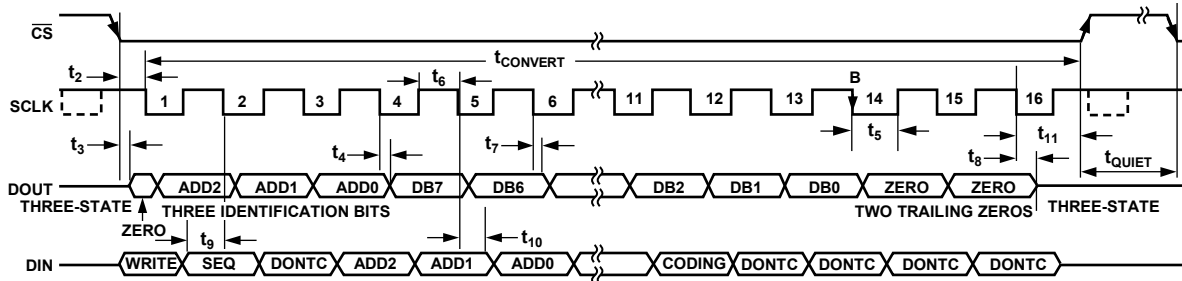 CS
t2
tCONVERT
t6
B
SCLK
1 2 3 4 5 6 11 12 13 14 15 16
t3
t4
t7
t5
t11
t8
tQUIET
DOUT
ADD2 ADD1 ADD0 DB7 DB6 DB2 DB1 DB0 ZERO ZERO
THREE-STATE THREE IDENTIFICATION BITS TWO TRAILING ZEROS THREE-STATE
ZERO
t9
t10
DIN WRITE SEQ DONTC ADD2 ADD1 ADD0 CODING DONTC DONTC DONTC DONTC